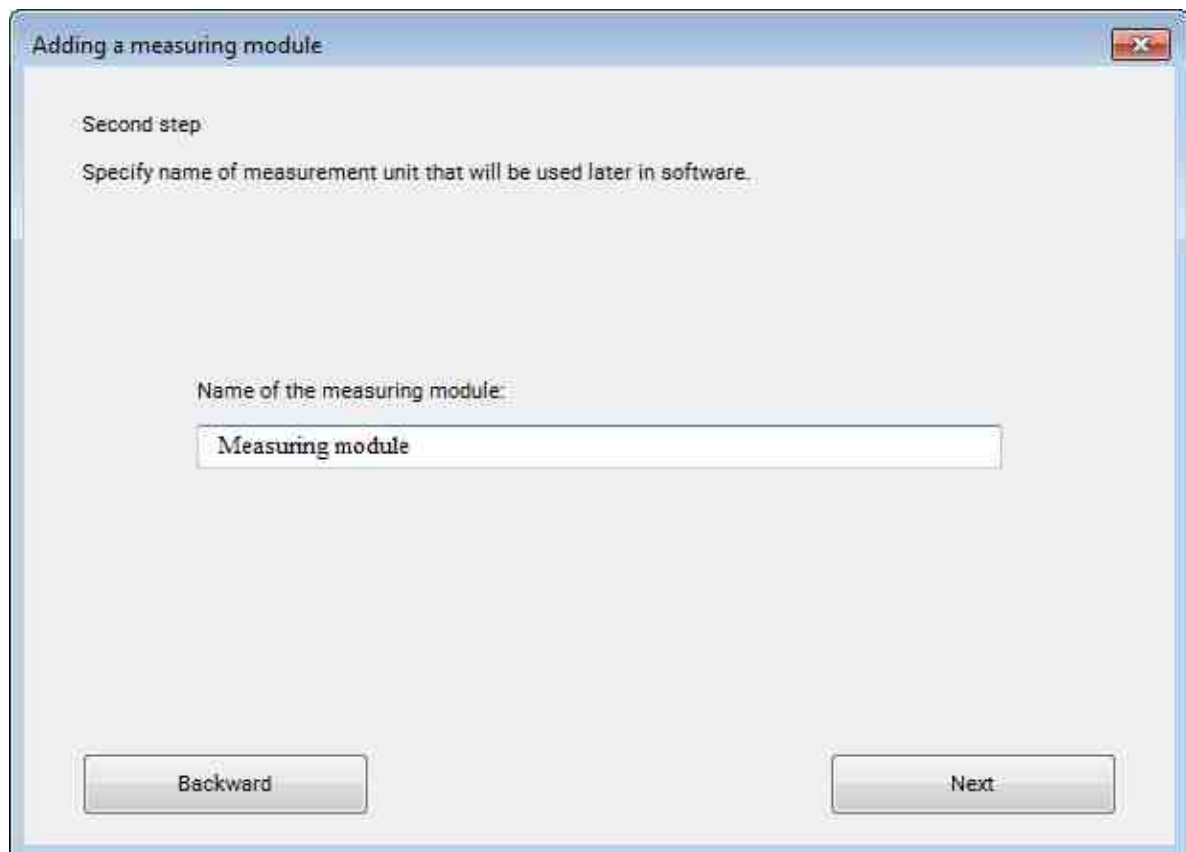 Adding a measuring module
Second step
Specify name of measurement unit that will be used later in software.
Name of the measuring module:
Measuring module
Backward
Next